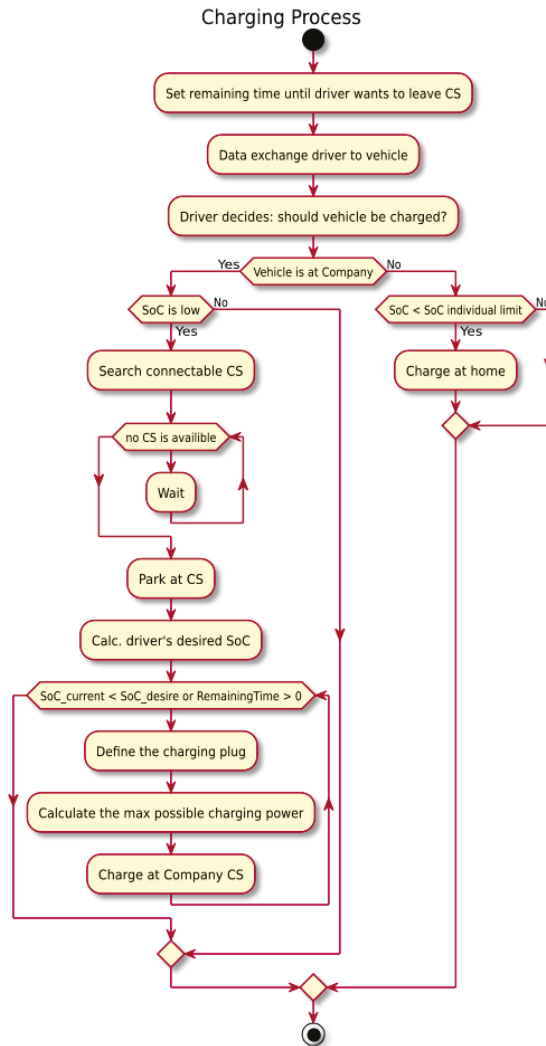 Charging Process
Set remaining time until driver wants to leave CS
Data exchange driver to vehicle
Driver decides: should vehicle be charged?
Yes
Vehicle is at Company
No
SoC is low
No
SoC < SoC individual limit
No
Yes
Yes
Search connectable CS
Charge at home
no CS is availible
Wait
Park at CS
Calc. driver's desired SoC
SoC_current < SoC_desire or RemainingTime > 0
Define the charging plug
Calculate the max possible charging power
Charge at Company CS